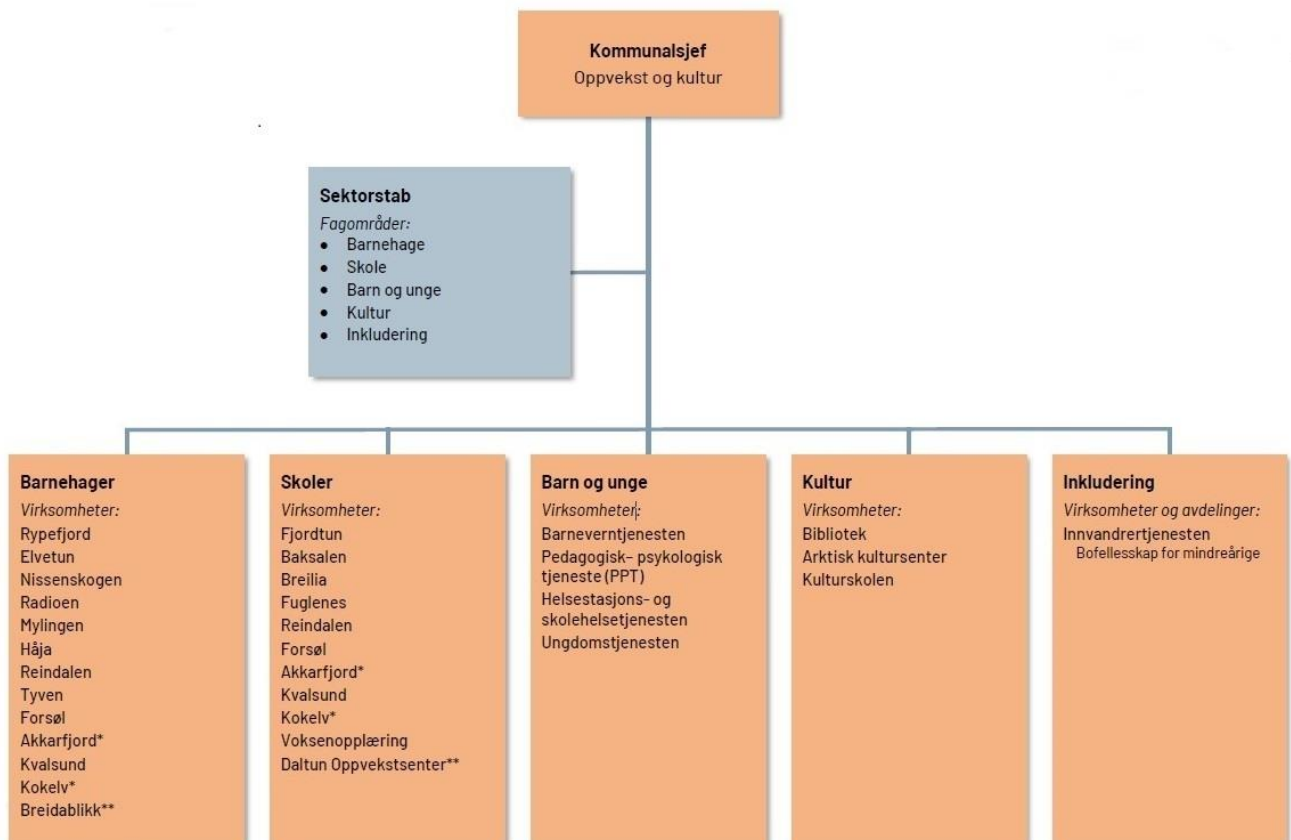 Kommunalsjef
Oppvekst og kultur
Sektorstab
Fagområder:
● Barnehage
● Skole
● Barn og unge
● Kultur
● Inkludering
Barnehager
Virksomheter:
Rypefjord
Elvetun
Nissenskogen
Radioen
Mylingen
Håja
Reindalen
Tyven
Forsøl
Akkarfjord*
Kvalsund
Kokelv*
Breidablikk**
Skoler
Virksomheter:
Fjordtun
Baksalen
Breilia
Fuglenes
Reindalen
Forsøl
Akkarfjord*
Kvalsund
Kokelv*
Voksenopplæring
Daltun Oppvekstsenter**
Barn og unge
Virksomheter:
Barneverntjenesten
Pedagogisk– psykologisk
tjeneste (PPT)
Helsestasjons- og
skolehelsetjenesten
Ungdomstjenesten
Kultur
Virksomheter:
Bibliotek
Arktisk kultursenter
Kulturskolen
Inkludering
Virksomheter og avdelinger:
Innvandrertjenesten
Bofellesskap for mindreårige